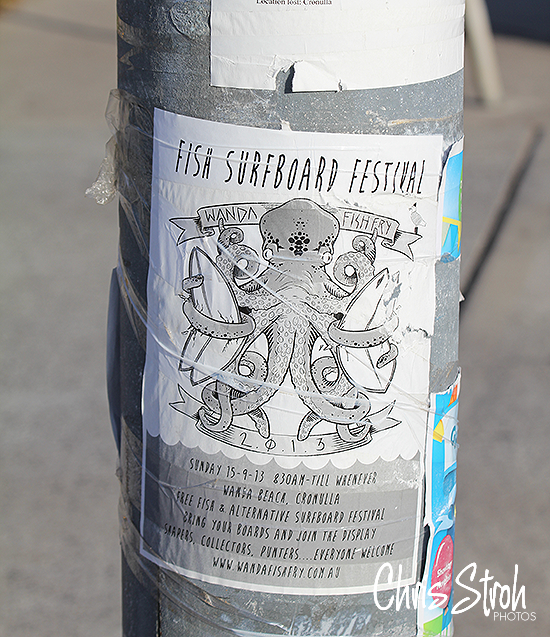 Location lost: Cronulla
FISH SURFBOARD FESTIVAL
WANDA FISH FRY
2013
SUNDAY 15-9-13 830AM-TILL WHENEVER
WANDA BEACH, CRONULLA
FREE FISH & ALTERNATIVE SURFBOARD FESTIVAL
BRING YOUR BOARDS AND JOIN THE DISPLAY
SHAPERS, COLLECTORS, PUNTERS....EVERYONE WELCOME
WWW.WANDAFISHFRY.COM.AU
Chris Stroh
PHOTOS